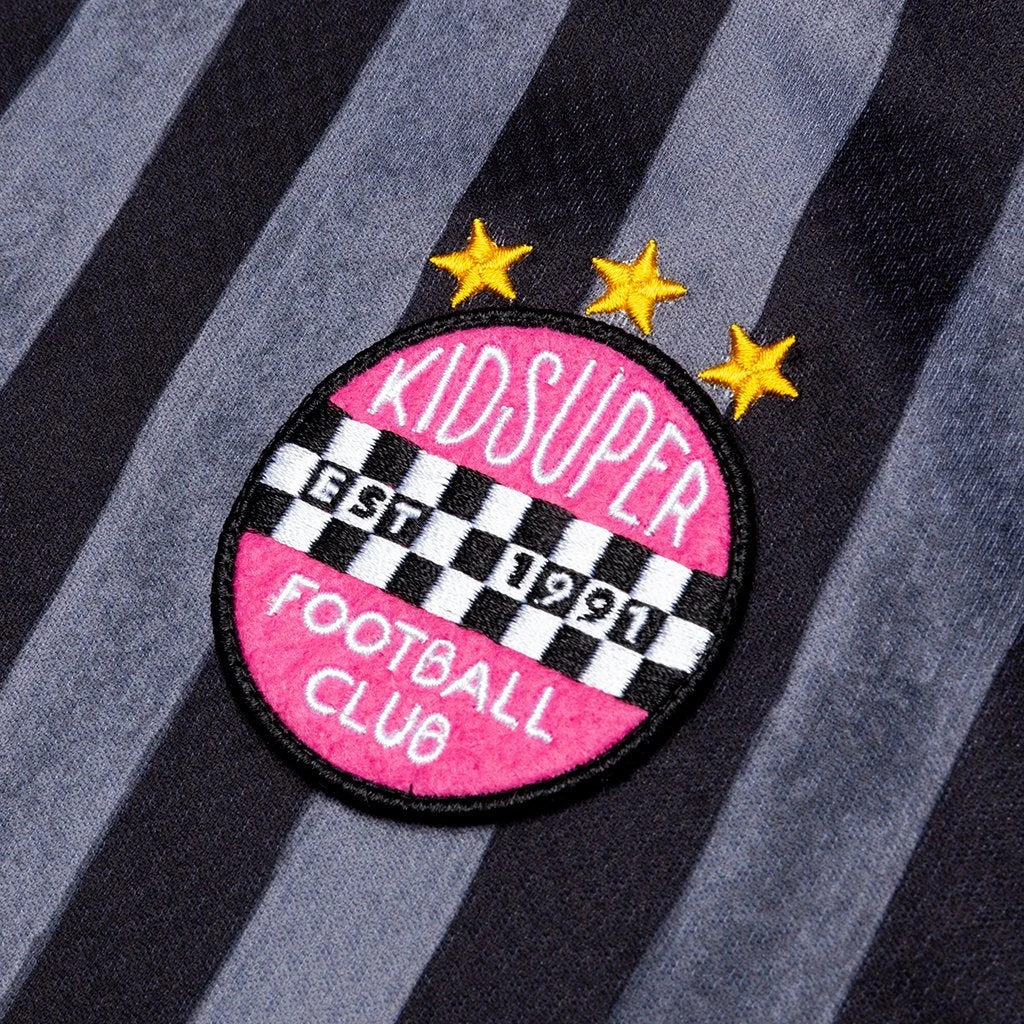 KIDSUPER
EST 1991
FOOTBALL
CLUB